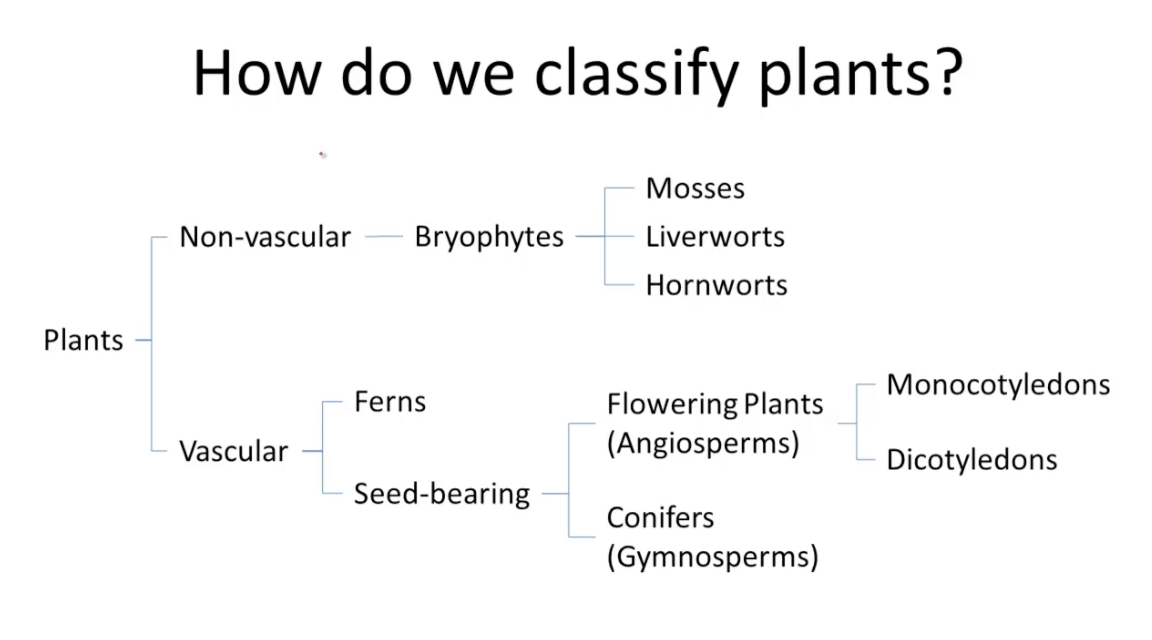 How do we classify plants?
Mosses
Non-vascular
Bryophytes
Liverworts
Hornworts
Plants
Ferns
Vascular
Seed-bearing
Flowering Plants
(Angiosperms)
Monocotyledons
Dicotyledons
Conifers
(Gymnosperms)